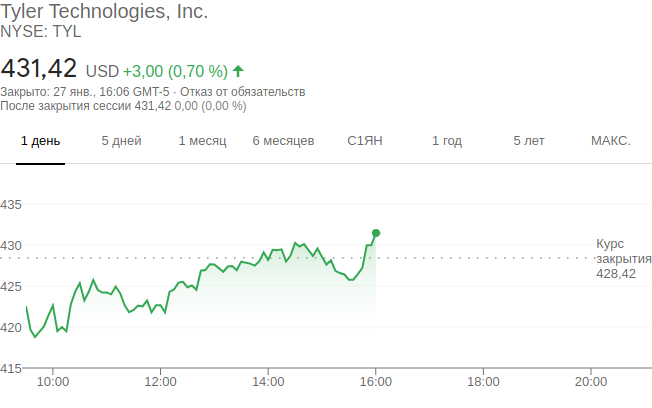 Tyler Technologies, Inc.
NYSE: TYL
431,42 USD +3,00 (0,70 %)
Закрыто: 27 янв., 16:06 GMT-5 · Отказ от обязательств
После закрытия сессии 431,42 0,00 (0,00 %)
1 день 5 дней 1 месяц 6 месяцев С1ЯН 1 год 5 лет МАКС.
435
430
425
420
415
Курс
закрытия
428,42
10:00 12:00 14:00 16:00 18:00 20:00